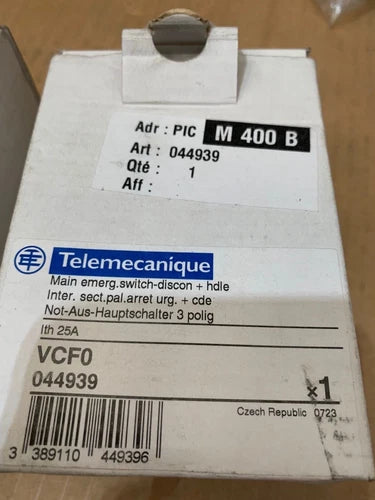 Adr : PIC M 400 B
Art : 044939
Qté : 1
Aff :
Telemecanique
Main emerg.switch-discon + hdle
Inter. sect.pal.arret urg. + cde
Not-Aus-Hauptschalter 3 polig
Ith 25A
VCF0
044939
x1
Czech Republic 0723
3 389110 449396